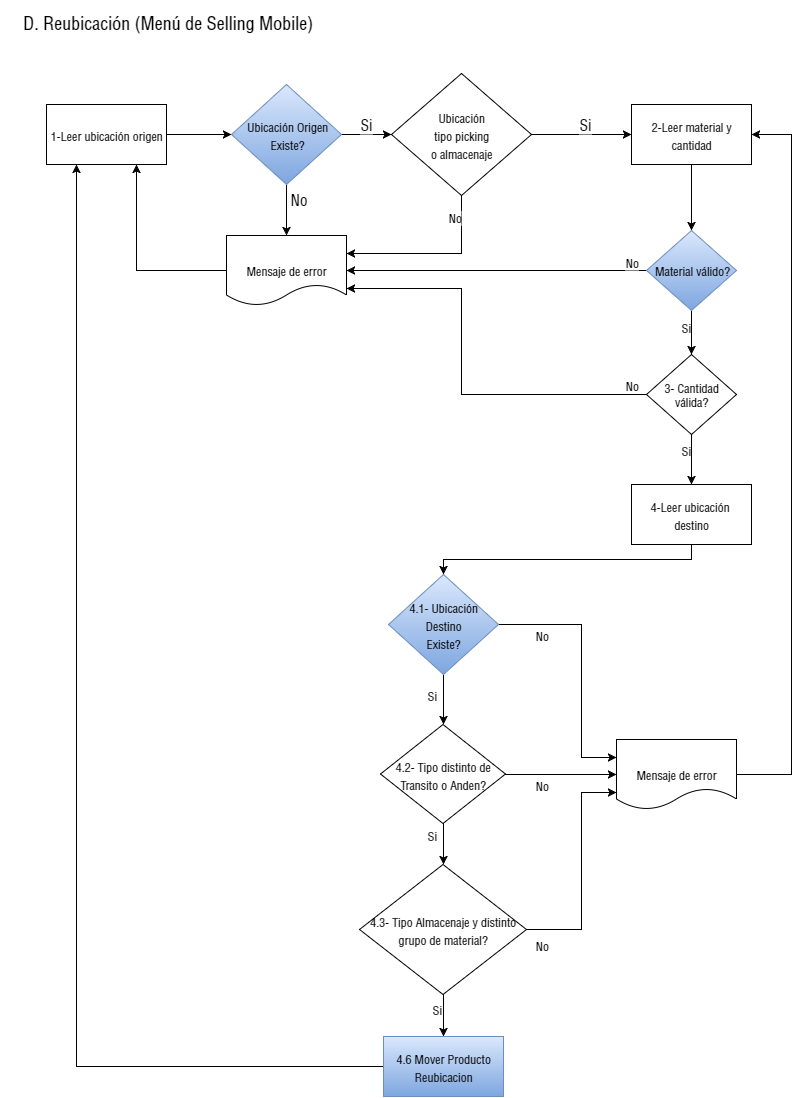 D. Reubicación (Menú de Selling Mobile)
1-Leer ubicación origen
Ubicación Origen
Existe?
Si
Ubicación
tipo picking
o almacenaje
Si
2-Leer material y
cantidad
No
No
Mensaje de error
No
Material válido?
Si
No
3- Cantidad
válida?
Si
4-Leer ubicación
destino
4.1- Ubicación
Destino
Existe?
No
Si
4.2- Tipo distinto de
Transito o Anden?
No
Mensaje de error
Si
4.3- Tipo Almacenaje y distinto
grupo de material?
No
Si
4.6 Mover Producto
Reubicacion